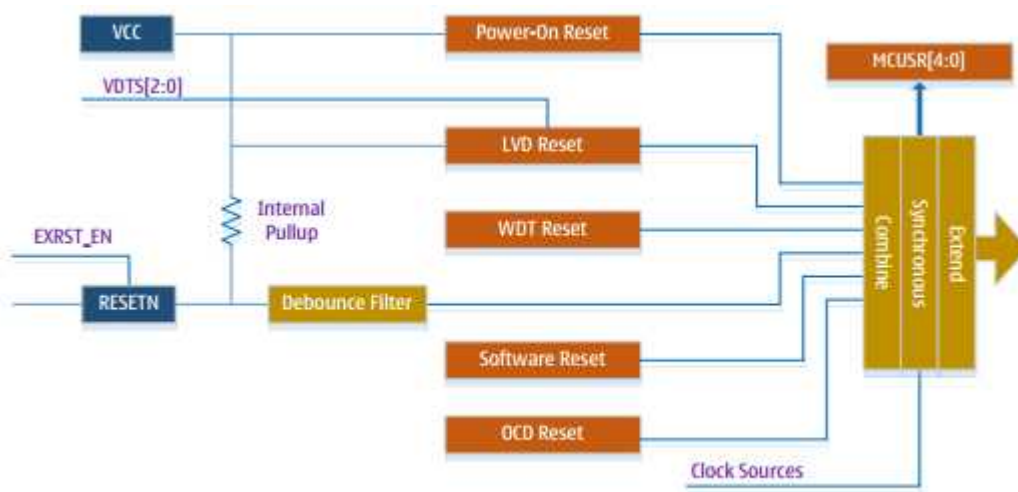 VCC
Power-On Reset
MCUSR[4:0]
VDTS[2:0]
LVD Reset
Internal
Pullup
WDT Reset
EXRST_EN
RESETN
Debounce Filter
Combine
Synchronous
Extend
Software Reset
OCD Reset
Clock Sources